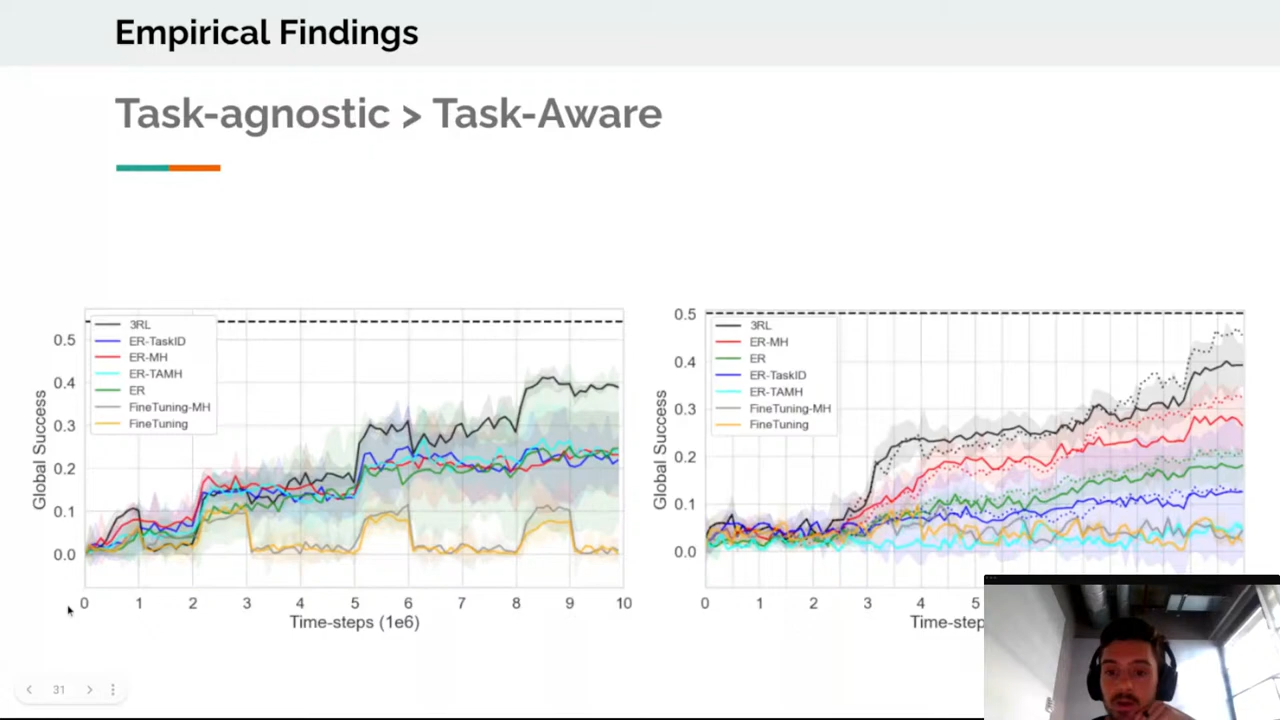 Empirical Findings
Task-agnostic > Task-Aware
Global Success
0.5
0.4
0.3
0.2
0.1
0.0
3RL
ER-TaskID
ER-MH
ER-TAMH
ER
FineTuning-MH
FineTuning
0 1 2 3 4 5 6 7 8 9 10
Time-steps (1e6)
Global Success
0.5
0.4
0.3
0.2
0.1
0.0
3RL
ER-MH
ER
ER-TaskID
ER-TAMH
FineTuning-MH
FineTuning
0 1 2 3 4 5
Time-step
31